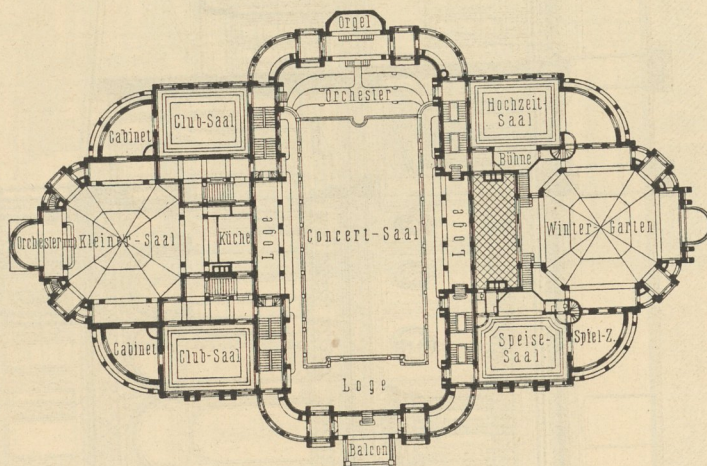 Orgel
Orchester
Cabinet
Club-Saal
Hochzeit-
Saal
Bühne
Orchester
Kleiner-Saal
Küche
Loge
Concert-Saal
Loge
Winter-Garten
Cabinet
Club-Saal
Speise-
Saal
Spiel-Z.
Loge
Balcon